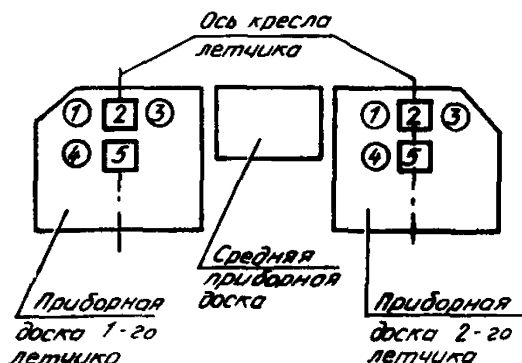 Ось кресла
летчика
1 2 3
4 5
1 2 3
4 5
Средняя
приборная
доска
Приборная
доска 1-го
летчика
Приборная
доска 2-го
летчика